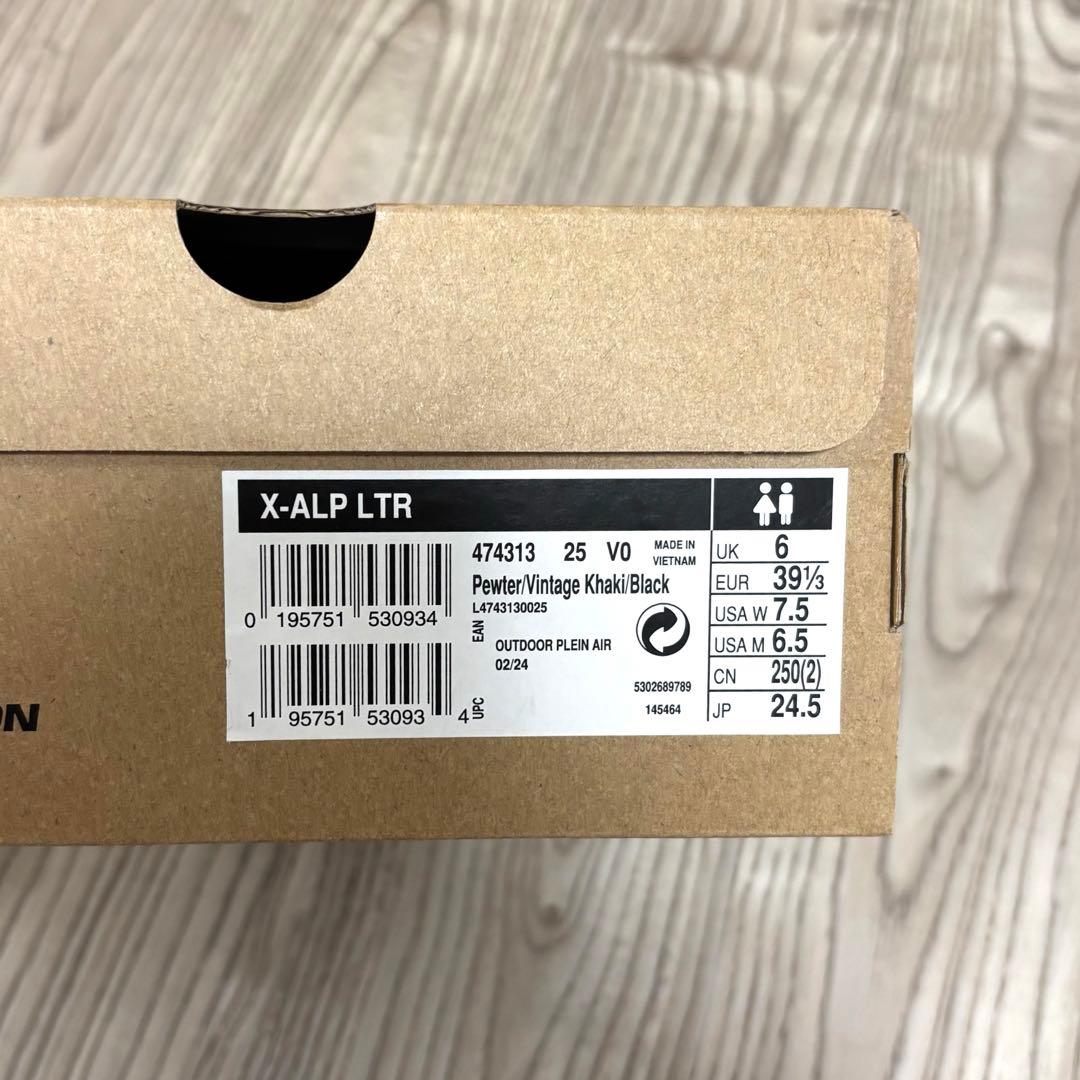 X-ALP LTR
474313 25 V0 MADE IN VIETNAM
Pewter/Vintage Khaki/Black
L4743130025
0 195751 530934
EAN
OUTDOOR PLEIN AIR
02/24
1 95751 53093 4
UPC
5302689789
145464
UK 6
EUR 39⅓
USA W 7.5
USA M 6.5
CN 250(2)
JP 24.5